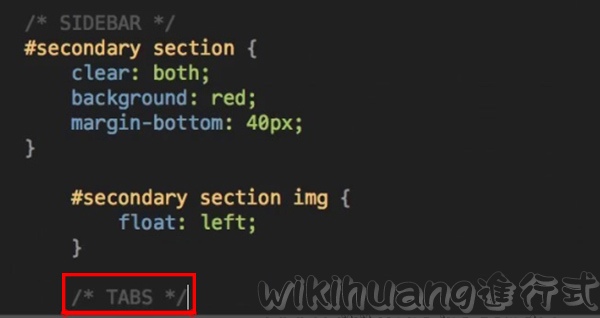 /* SIDEBAR */
#secondary section {
    clear: both;
    background: red;
    margin-bottom: 40px;
}
    #secondary section img {
        float: left;
    }
    /* TABS */
wikihuang進行式